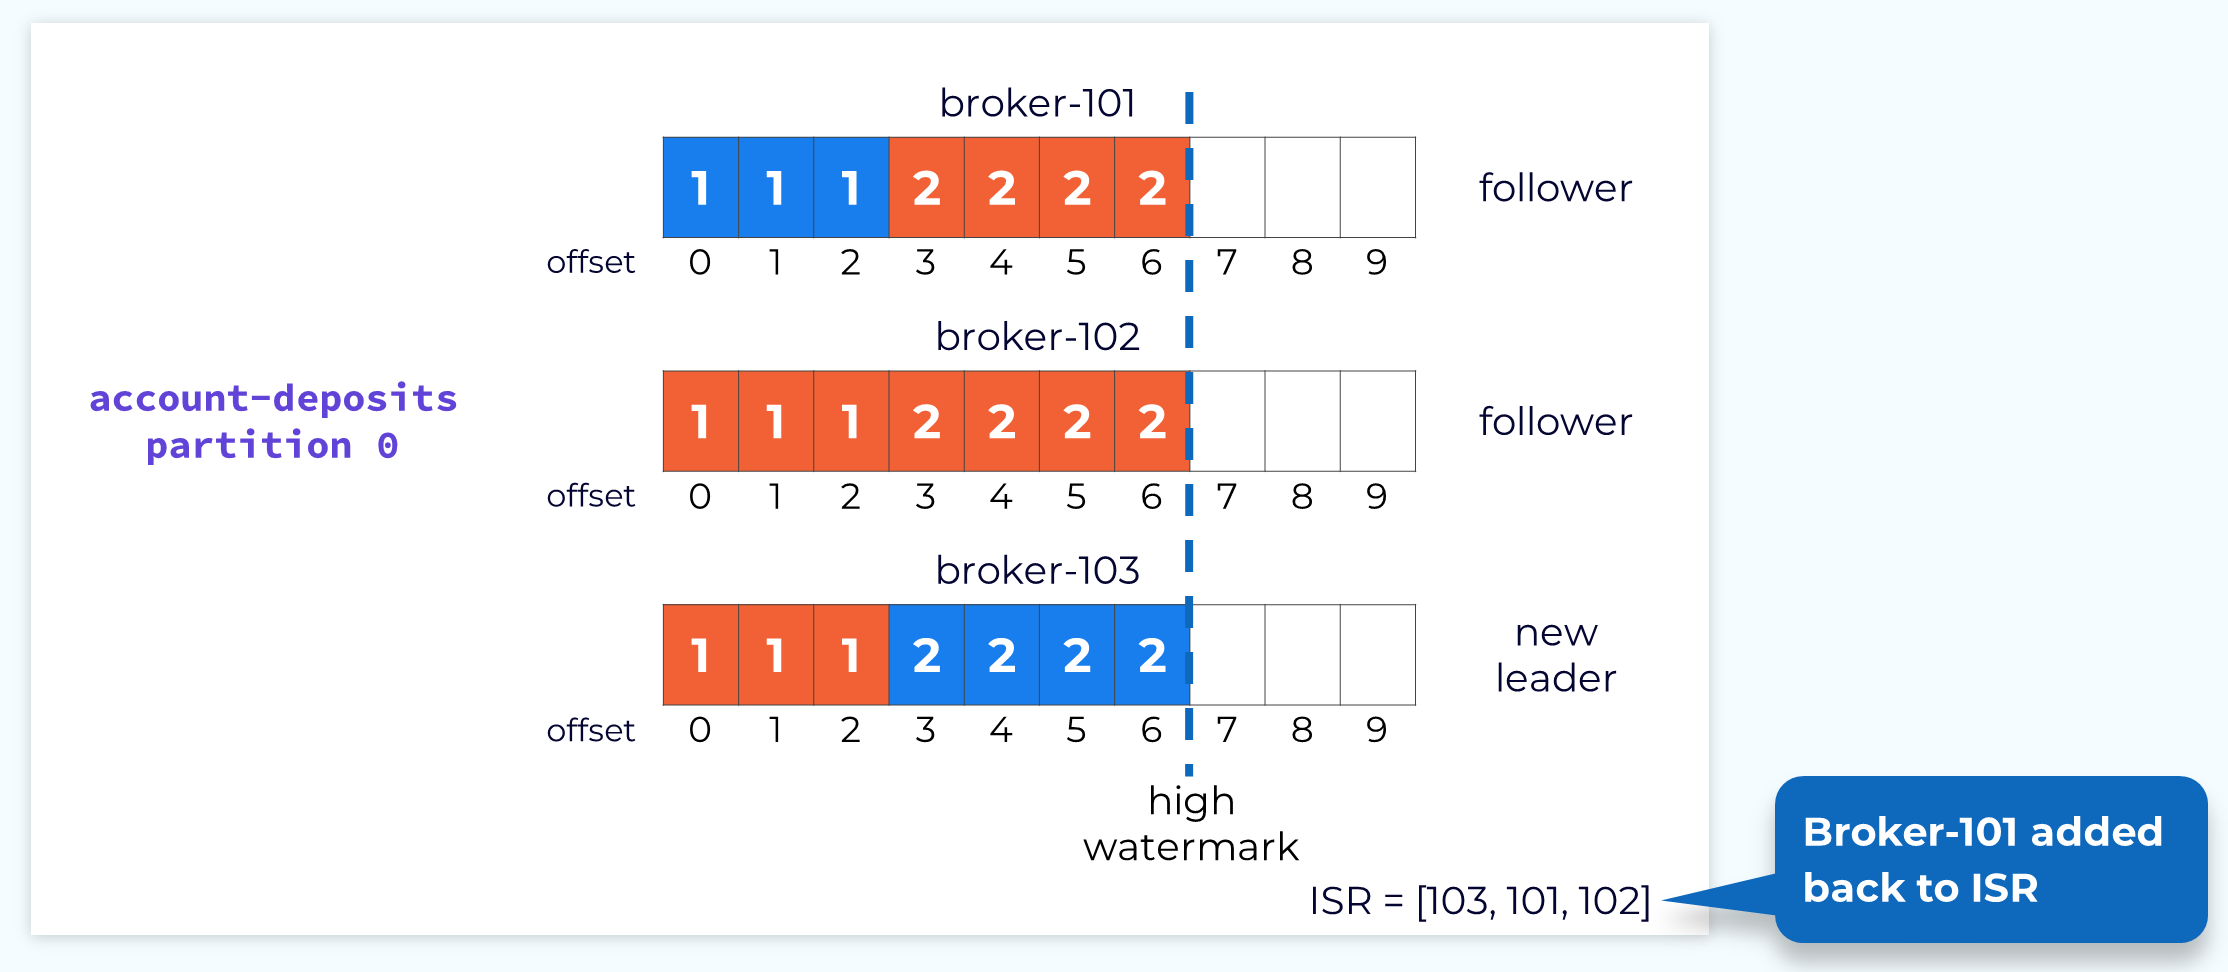 broker-101
1 1 1 2 2 2 2
follower
offset 0 1 2 3 4 5 6 7 8 9
broker-102
account-deposits
partition 0
1 1 1 2 2 2 2
follower
offset 0 1 2 3 4 5 6 7 8 9
broker-103
1 1 1 2 2 2 2
new
leader
offset 0 1 2 3 4 5 6 7 8 9
high
watermark
ISR = [103, 101, 102]
Broker-101 added
back to ISR